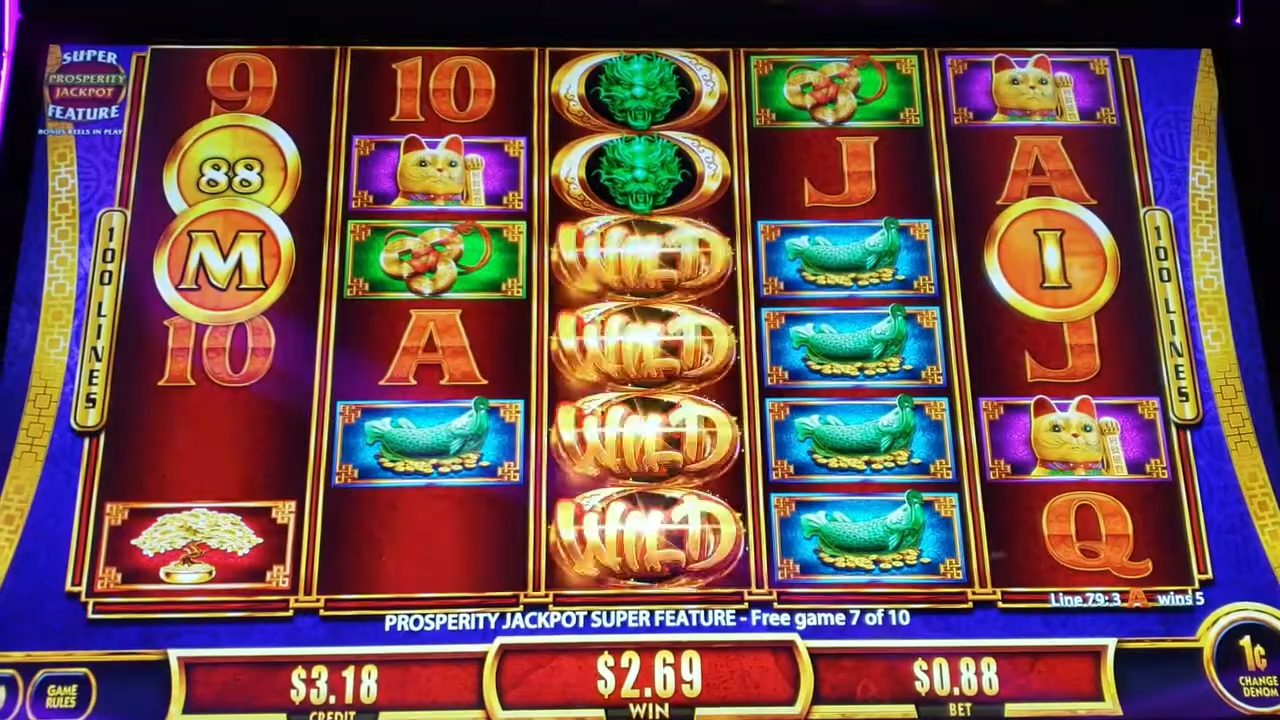 SUPER
PROSPERITY
JACKPOT
FEATURE
BONUS REELS IN PLAY
9
10
88
J
A
M
WILD
I
10
A
WILD
J
WILD
WILD
Q
100 LINES
100 LINES
Line 79: 3 A wins 5
PROSPERITY JACKPOT SUPER FEATURE - Free game 7 of 10
GAME
RULES
$3.18
CREDIT
$2.69
WIN
$0.88
BET
1¢
CHANGE
DENOM